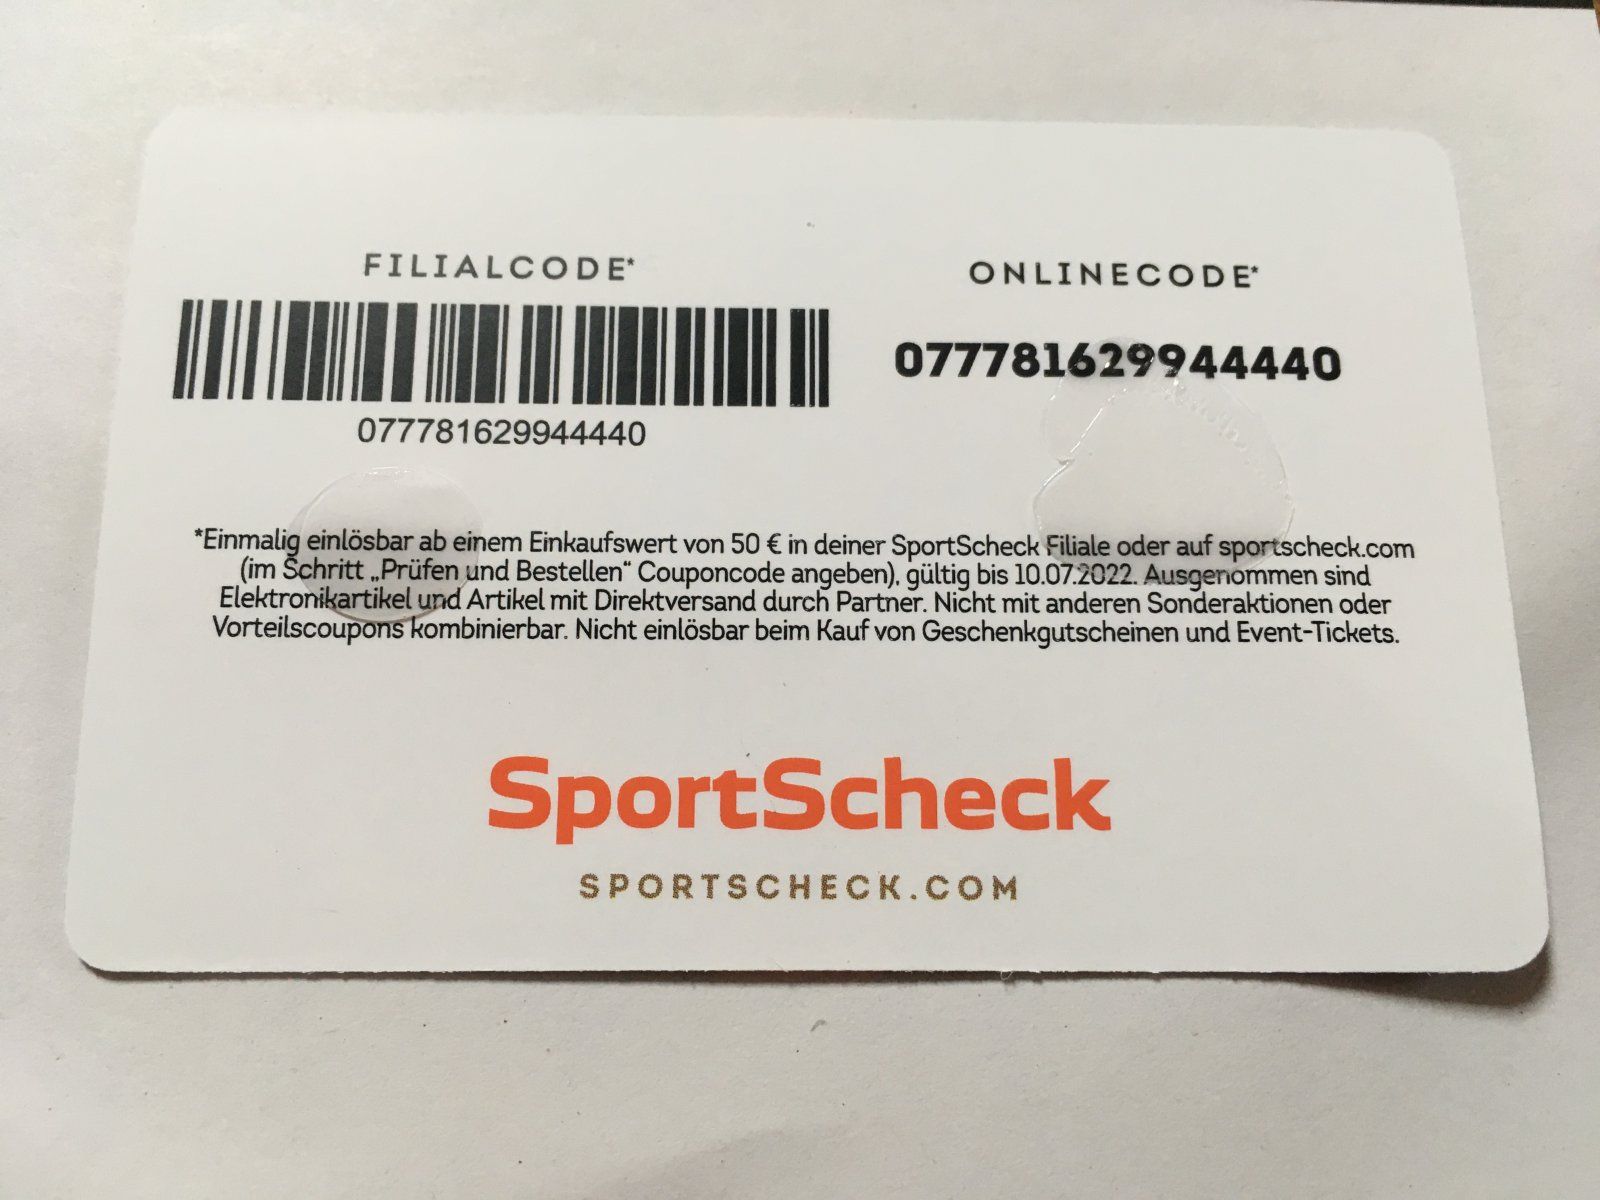 FILIALCODE*
077781629944440
ONLINECODE*
077781629944440
*Einmalig einlösbar ab einem Einkaufswert von 50 € in deiner SportScheck Filiale oder auf sportscheck.com
(im Schritt „Prüfen und Bestellen“ Couponcode angeben), gültig bis 10.07.2022. Ausgenommen sind
Elektronikartikel und Artikel mit Direktversand durch Partner. Nicht mit anderen Sonderaktionen oder
Vorteilscoupons kombinierbar. Nicht einlösbar beim Kauf von Geschenkgutscheinen und Event-Tickets.
SportScheck
SPORTSCHECK.COM